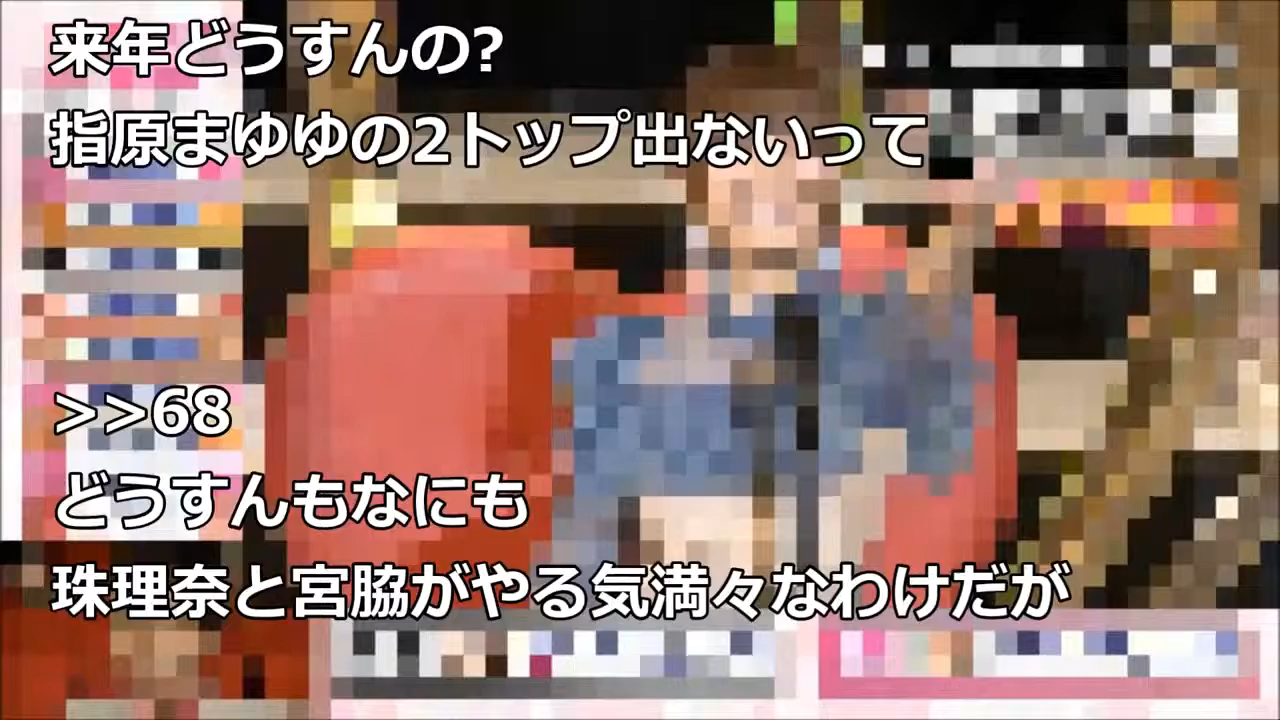 来年どうすんの?
指原まゆゆの2トップ出ないって
>>68
どうすんもなにも
珠理奈と宮脇がやる気満々なわけだが